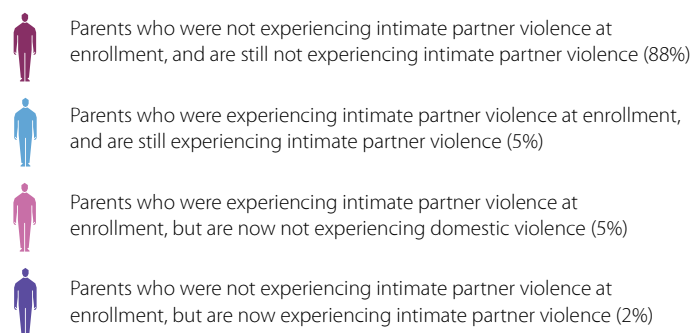 Parents who were not experiencing intimate partner violence at
enrollment, and are still not experiencing intimate partner violence (88%)
Parents who were experiencing intimate partner violence at enrollment,
and are still experiencing intimate partner violence (5%)
Parents who were experiencing intimate partner violence at
enrollment, but are now not experiencing domestic violence (5%)
Parents who were not experiencing intimate partner violence at
enrollment, but are now experiencing intimate partner violence (2%)